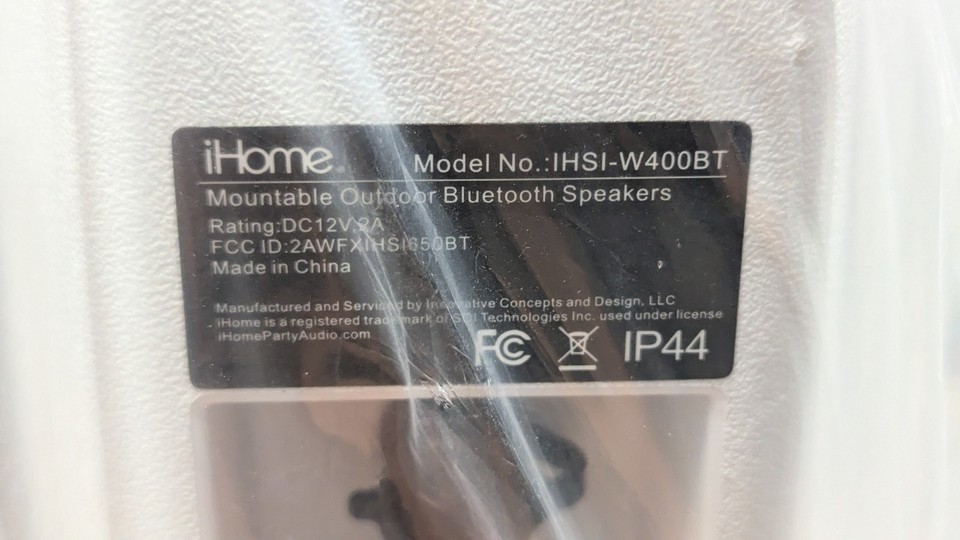 iHome
Model No.:IHSI-W400BT
Mountable Outdoor Bluetooth Speakers
Rating:DC12V,2A
FCC ID:2AWFXIHSI650BT
Made in China
Manufactured and Serviced by Innovative Concepts and Design, LLC
iHome is a registered trademark of SDI Technologies Inc. used under license
iHomePartyAudio.com
FC IP44